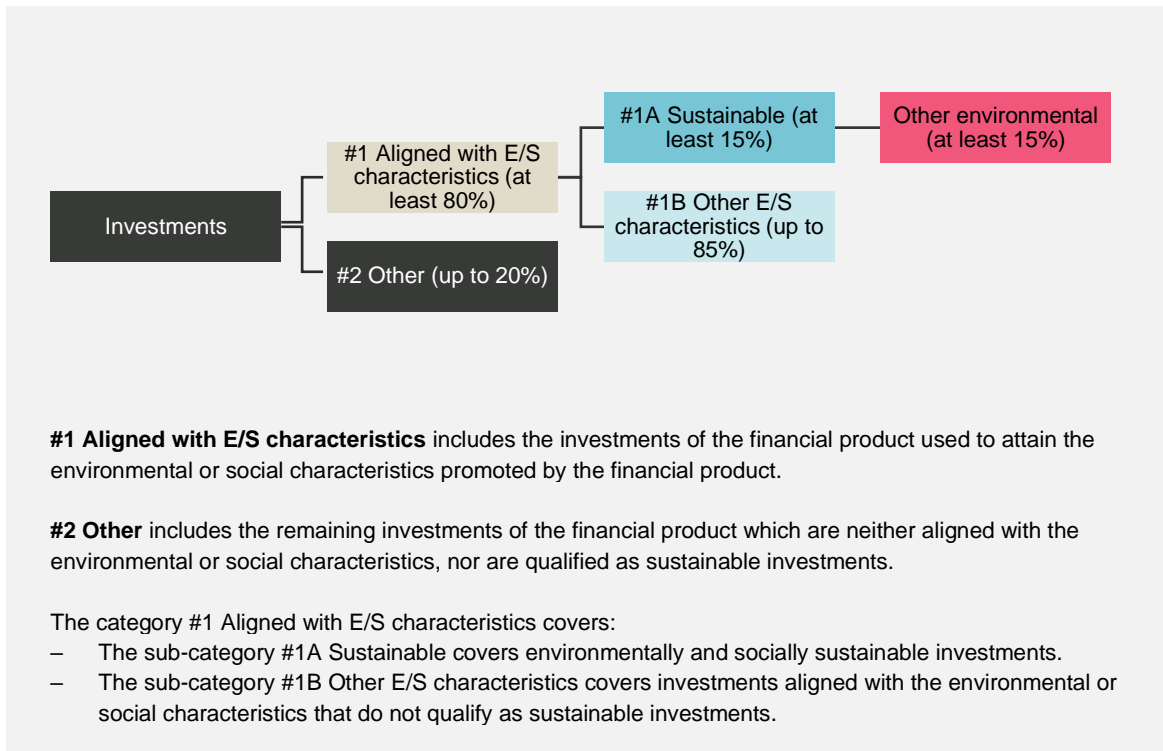 #1A Sustainable (at
least 15%)
Other environmental
(at least 15%)
#1 Aligned with E/S
characteristics (at
least 80%)
Investments
#1B Other E/S
characteristics (up to
85%)
#2 Other (up to 20%)
#1 Aligned with E/S characteristics includes the investments of the financial product used to attain the
environmental or social characteristics promoted by the financial product.
#2 Other includes the remaining investments of the financial product which are neither aligned with the
environmental or social characteristics, nor are qualified as sustainable investments.
The category #1 Aligned with E/S characteristics covers:
– The sub-category #1A Sustainable covers environmentally and socially sustainable investments.
– The sub-category #1B Other E/S characteristics covers investments aligned with the environmental or
social characteristics that do not qualify as sustainable investments.